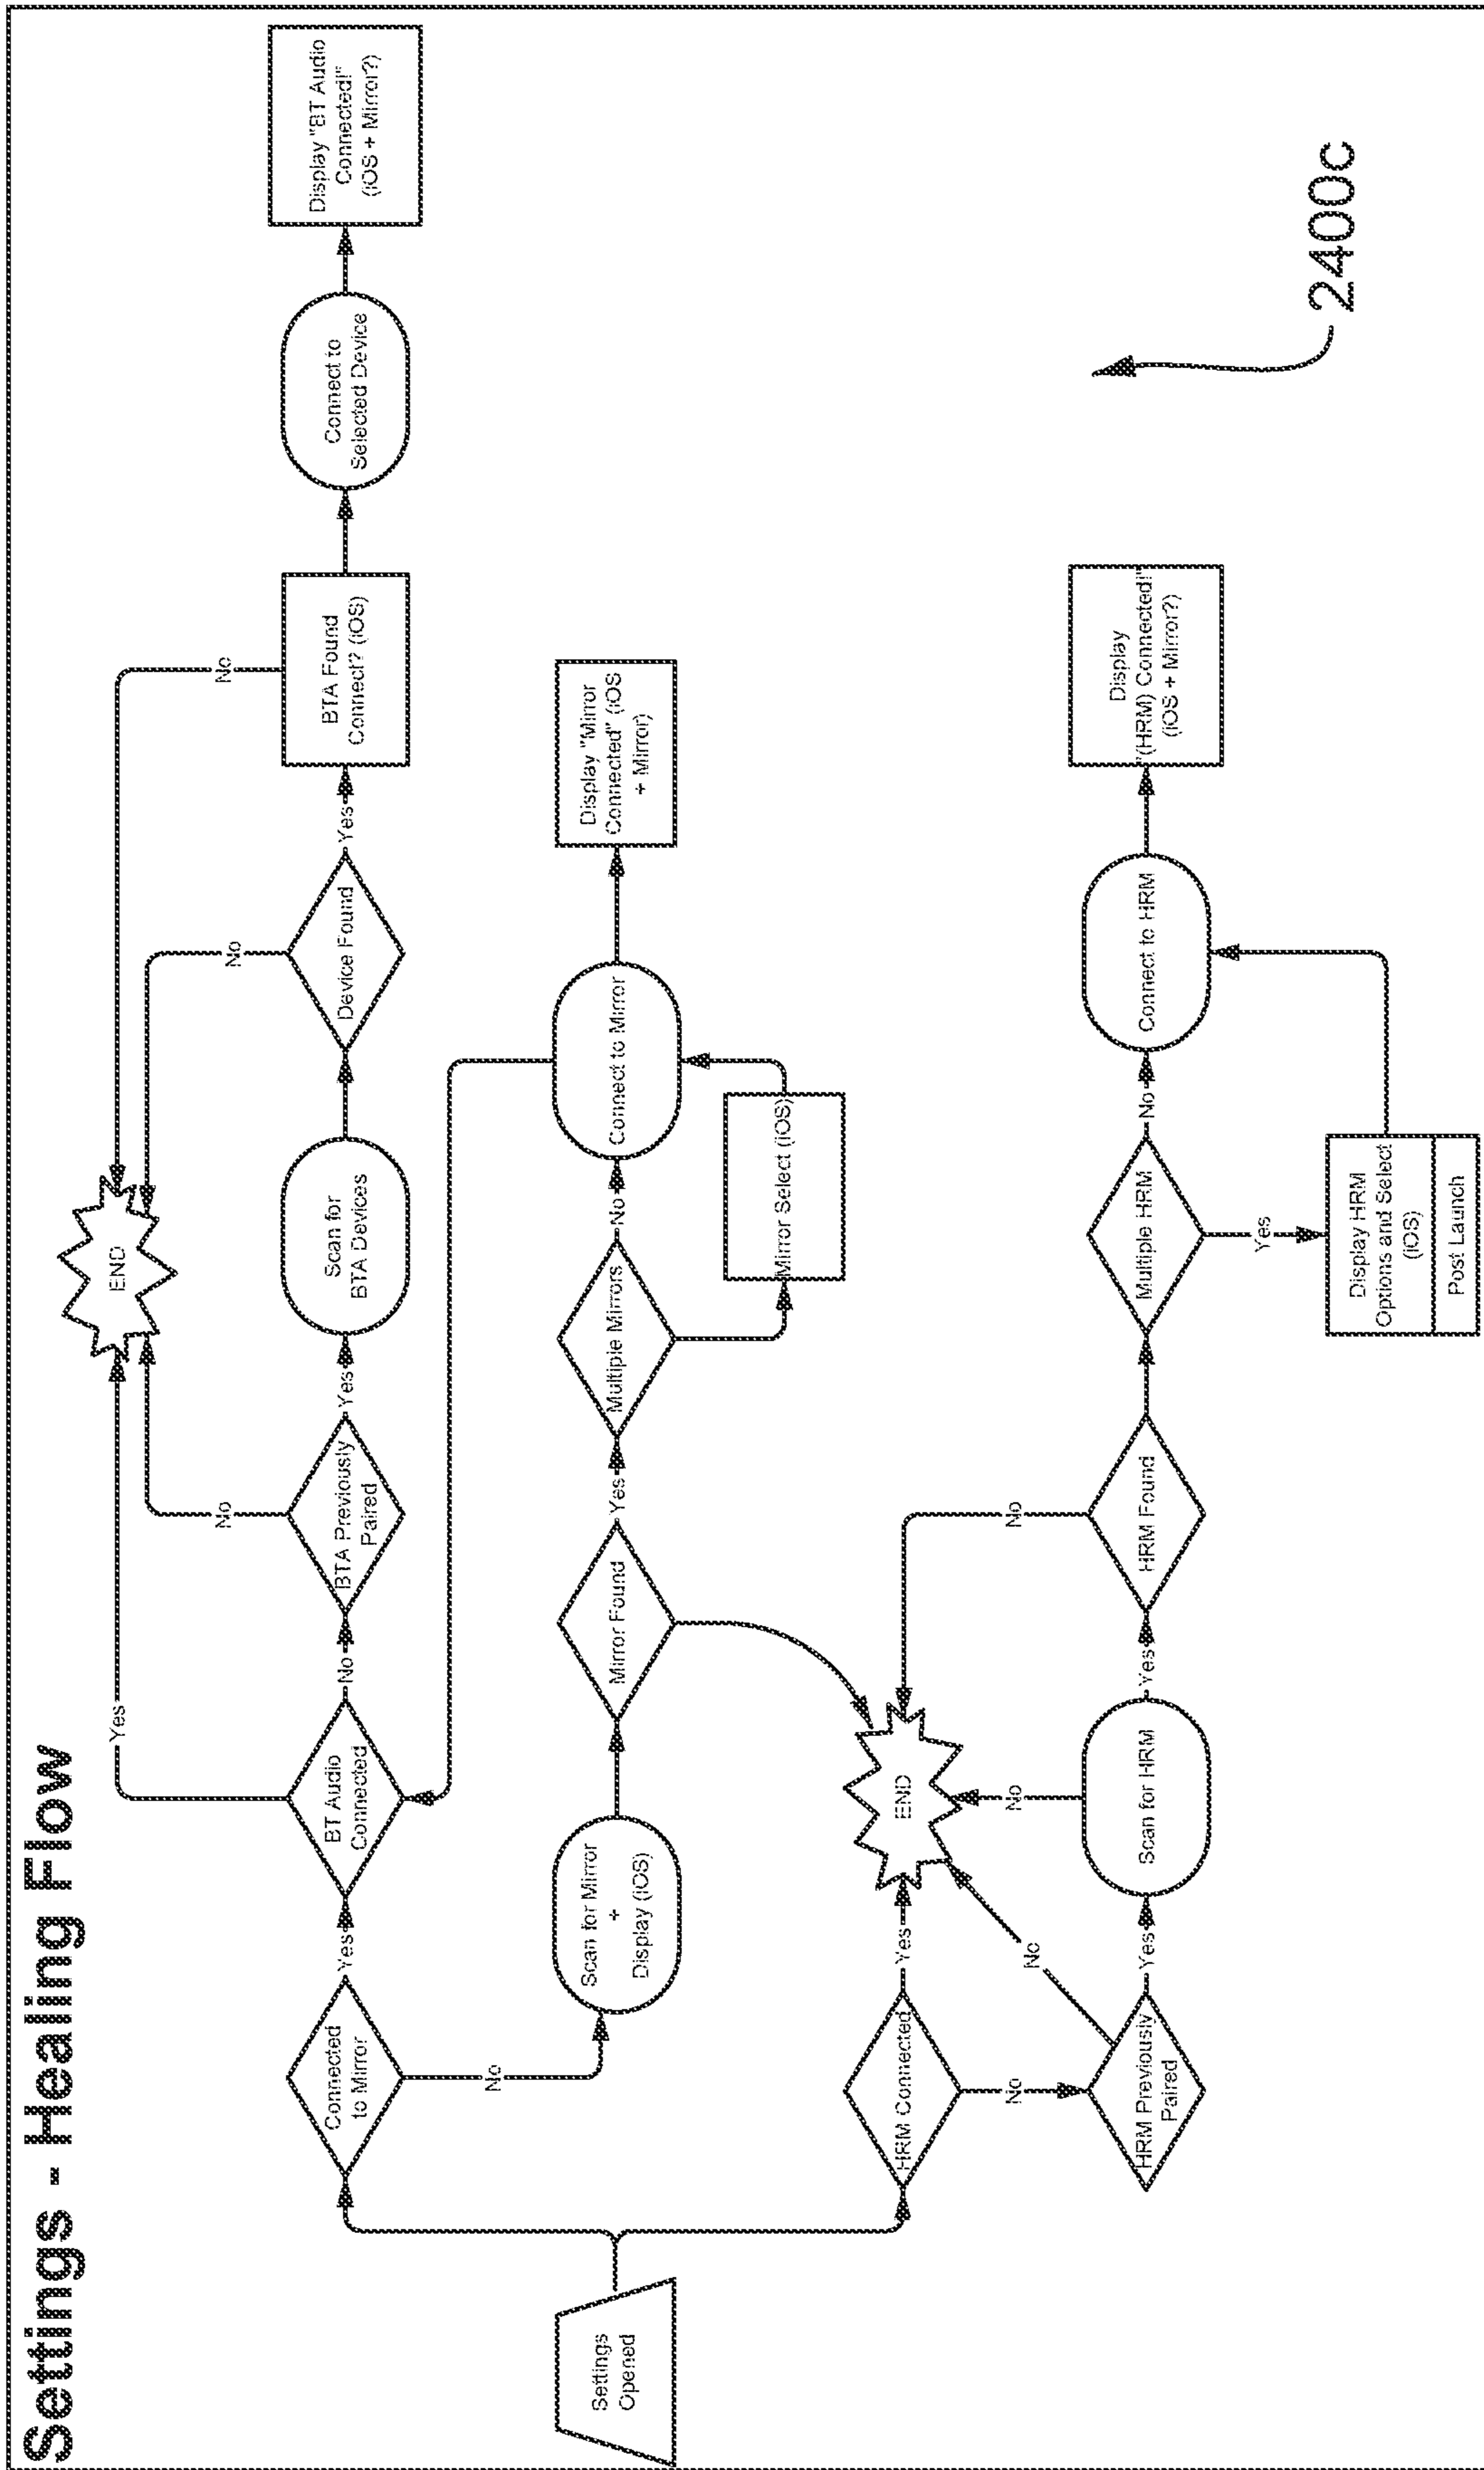 Settings - Healing Flow
Settings
Opened
Connected
to Mirror
Yes
No
BT Audio
Connected
Yes
No
BTA Previously
Paired
No
Yes
END
Scan for
BTA Devices
Device Found
No
Yes
BTA Found
Connect? (iOS)
No
Connect to
Selected Device
Display "BT Audio
Connected!"
(iOS + Mirror?)
Scan for Mirror
+
Display (iOS)
Mirror Found
Yes
Multiple Mirrors
No
Mirror Select (iOS)
Connect to Mirror
Display "Mirror
Connected" (iOS
+ Mirror)
HRM Connected
Yes
No
END
HRM Previously
Paired
No
Yes
Scan for HRM
No
Yes
HRM Found
No
Multiple HRM
No
Yes
Display HRM
Options and Select
(iOS)
Post Launch
Connect to HRM
Display
"(HRM) Connected!"
(iOS + Mirror?)
2400c